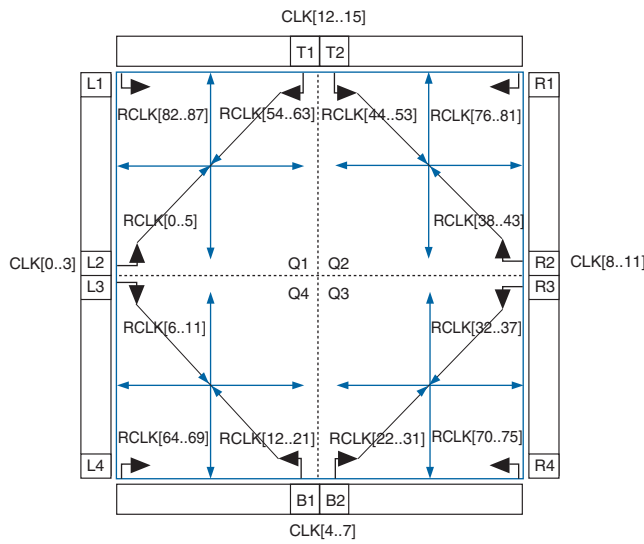 CLK[12..15]
T1 T2
L1 R1
RCLK[82..87] RCLK[54..63] RCLK[44..53] RCLK[76..81]
RCLK[0..5] RCLK[38..43]
CLK[0..3] L2 Q1 Q2 R2 CLK[8..11]
L3 Q4 Q3 R3
RCLK[6..11] RCLK[32..37]
RCLK[64..69] RCLK[12..21] RCLK[22..31] RCLK[70..75]
L4 R4
B1 B2
CLK[4..7]